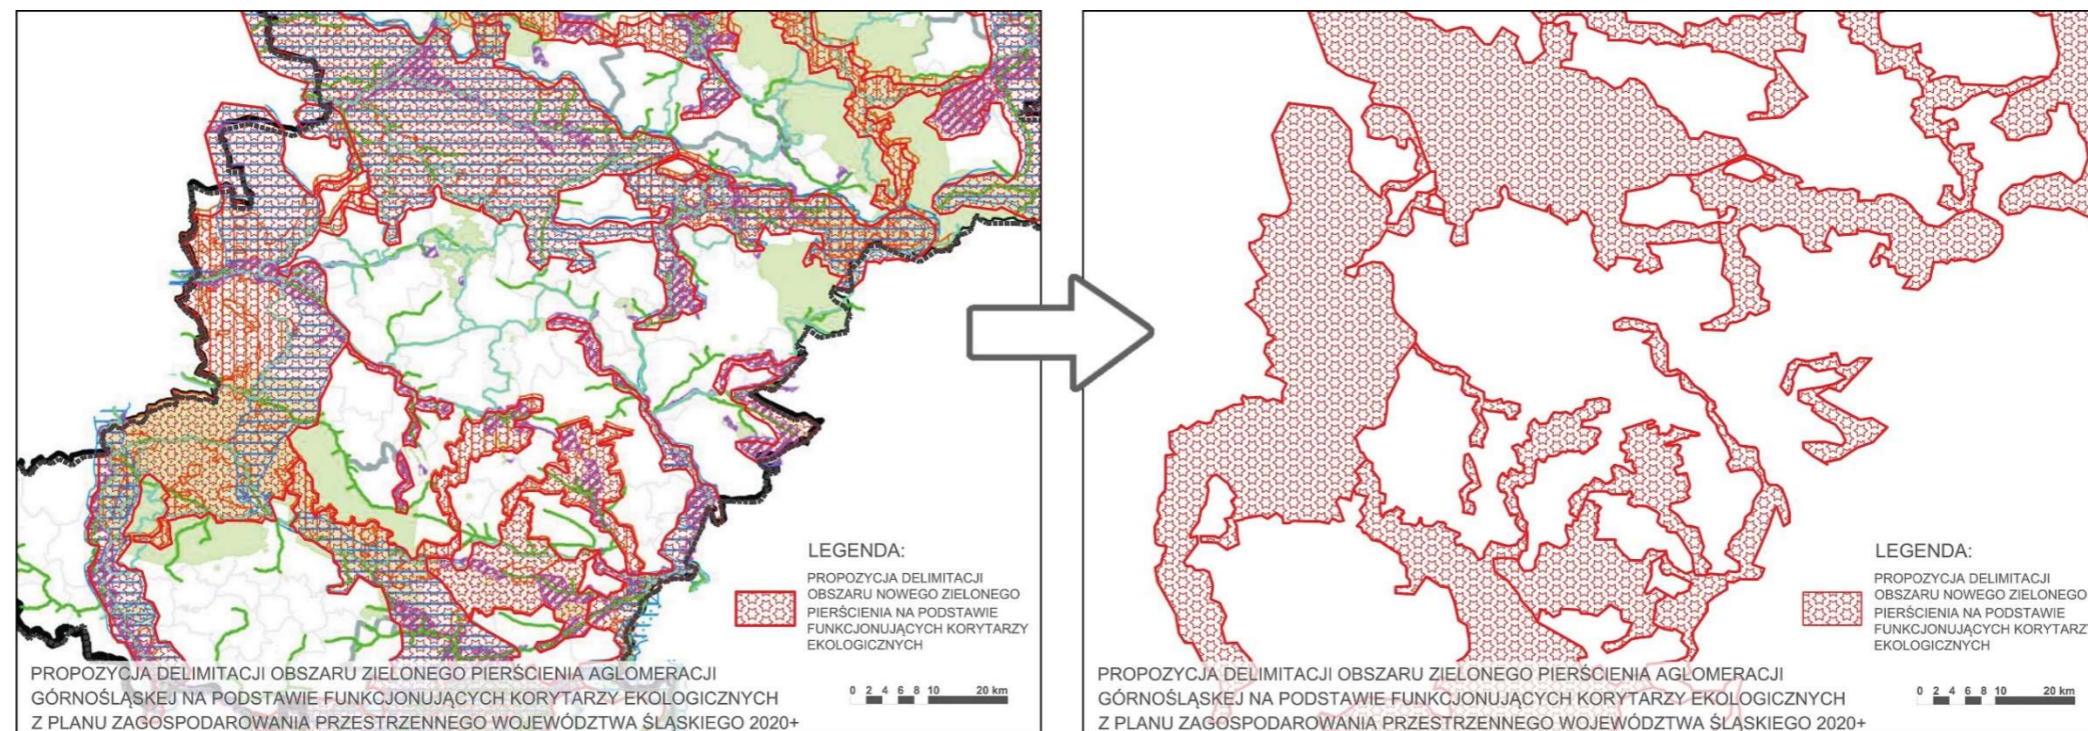 LEGENDA:
PROPOZYCJA DELIMITACJI
OBSZARU NOWEGO ZIELONEGO
PIERŚCIENIA NA PODSTAWIE
FUNKCJONUJĄCYCH KORYTARZY
EKOLOGICZNYCH
PROPOZYCJA DELIMITACJI OBSZARU ZIELONEGO PIERŚCIENIA AGLOMERACJI
GÓRNOŚLĄSKEJ NA PODSTAWIE FUNKCJONUJĄCYCH KORYTARZY EKOLOGICZNYCH
Z PLANU ZAGOSPODAROWANIA PRZESTRZENNEGO WOJEWÓDZTWA ŚLĄSKIEGO 2020+
0 2 4 6 8 10 20 km
LEGENDA:
PROPOZYCJA DELIMITACJI
OBSZARU NOWEGO ZIELONEGO
PIERŚCIENIA NA PODSTAWIE
FUNKCJONUJĄCYCH KORYTARZY
EKOLOGICZNYCH
PROPOZYCJA DELIMITACJI OBSZARU ZIELONEGO PIERŚCIENIA AGLOMERACJI
GÓRNOŚLĄSKEJ NA PODSTAWIE FUNKCJONUJĄCYCH KORYTARZY EKOLOGICZNYCH
Z PLANU ZAGOSPODAROWANIA PRZESTRZENNEGO WOJEWÓDZTWA ŚLĄSKIEGO 2020+
0 2 4 6 8 10 20 km